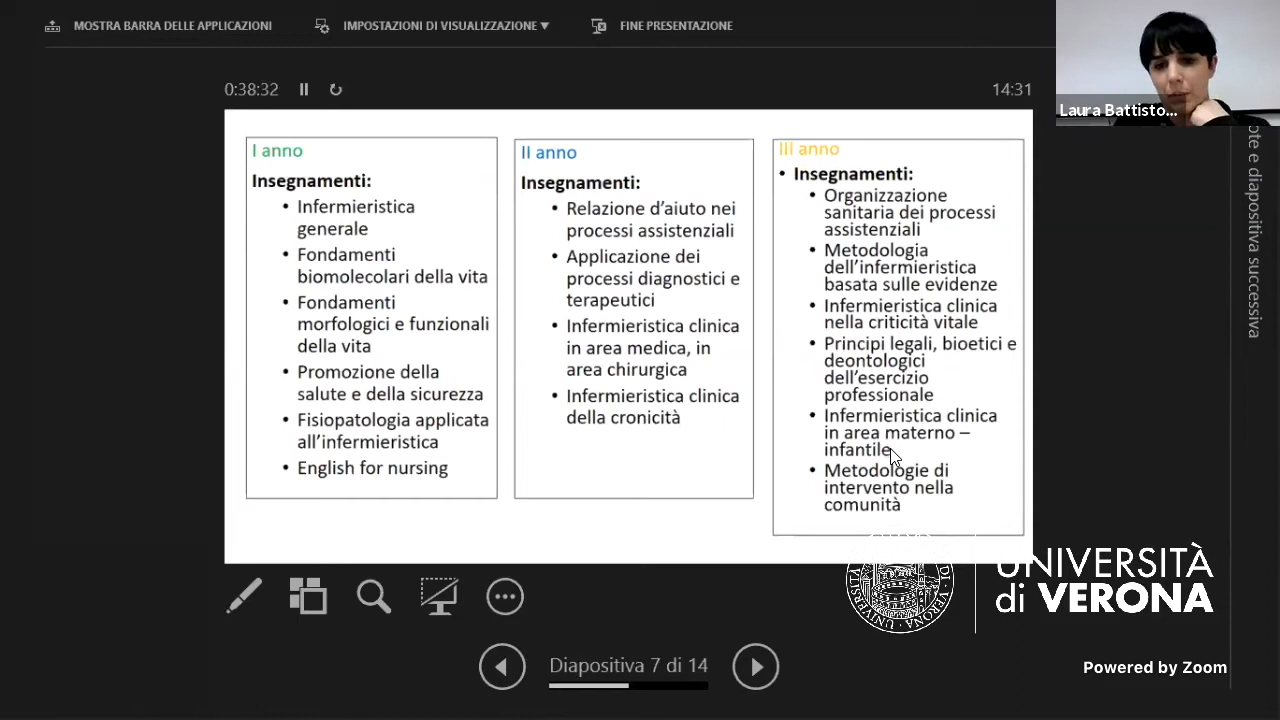 MOSTRA BARRA DELLE APPLICAZIONI
IMPOSTAZIONI DI VISUALIZZAZIONE ▼
FINE PRESENTAZIONE
Laura Battisto...
0:38:32
14:31
I anno
Insegnamenti:
• Infermieristica
generale
• Fondamenti
biomolecolari della vita
• Fondamenti
morfologici e funzionali
della vita
• Promozione della
salute e della sicurezza
• Fisiopatologia applicata
all'infermieristica
• English for nursing
II anno
Insegnamenti:
• Relazione d'aiuto nei
processi assistenziali
• Applicazione dei
processi diagnostici e
terapeutici
• Infermieristica clinica
in area medica, in
area chirurgica
• Infermieristica clinica
della cronicità
III anno
• Insegnamenti:
• Organizzazione
sanitaria dei processi
assistenziali
• Metodologia
dell'infermieristica
basata sulle evidenze
• Infermieristica clinica
nella criticità vitale
• Principi legali, bioetici e
deontologici
dell'esercizio
professionale
• Infermieristica clinica
in area materno –
infantile
• Metodologie di
intervento nella
comunità
e diapositiva successiva
UNIVERSITÀ
di VERONA
Diapositiva 7 di 14
Powered by Zoom